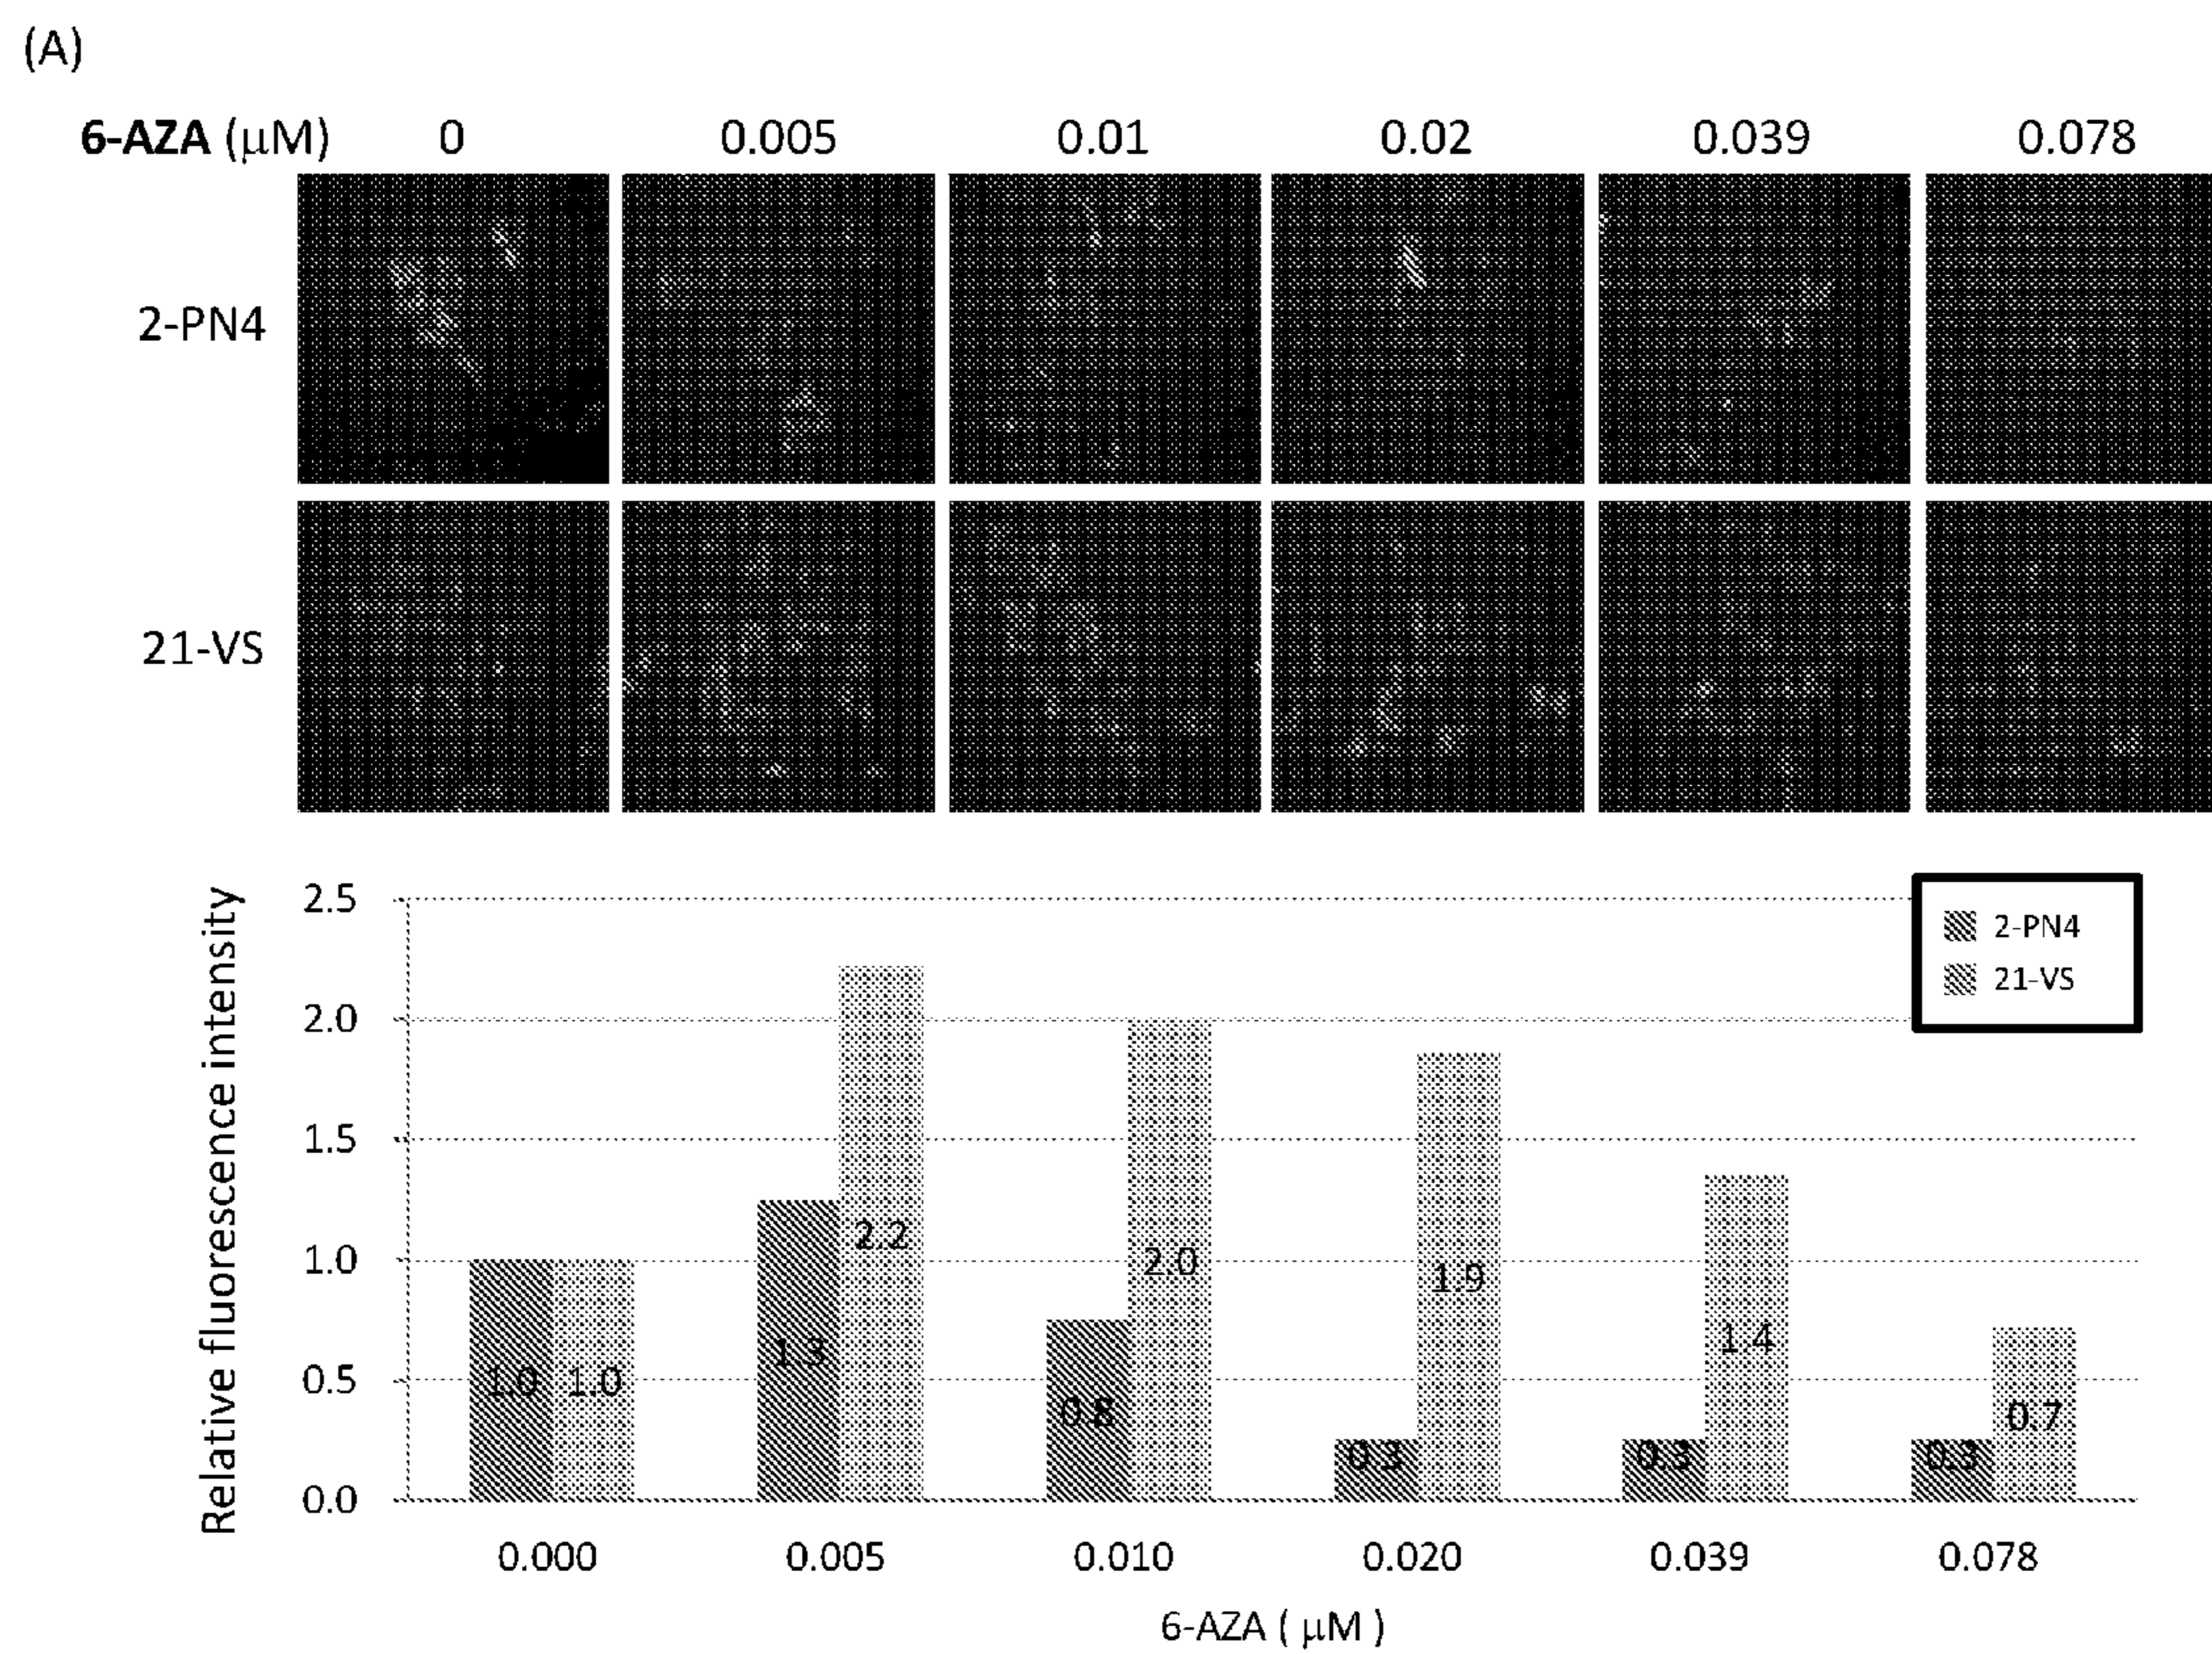 (A)
6-AZA (μM) 0 0.005 0.01 0.02 0.039 0.078
2-PN4
21-VS
Relative fluorescence intensity
2.5
2.0
1.5
1.0
0.5
0.0
2-PN4
21-VS
1.0 1.0 1.3 2.2 0.8 2.0 0.3 1.9 0.3 1.4 0.3 0.7
0.000 0.005 0.010 0.020 0.039 0.078
6-AZA ( μM )